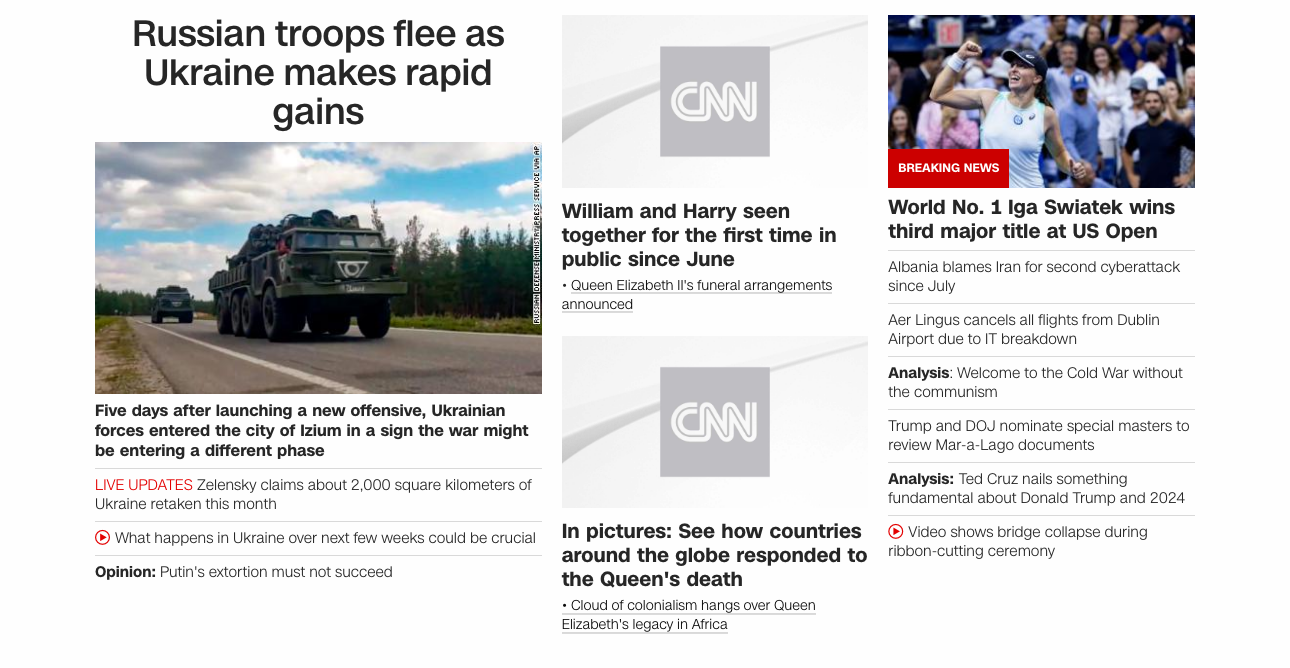 Russian troops flee as
Ukraine makes rapid
gains
RUSSIAN DEFENSE MINISTRY PRESS SERVICE VIA AP
Five days after launching a new offensive, Ukrainian
forces entered the city of Izium in a sign the war might
be entering a different phase
LIVE UPDATES Zelensky claims about 2,000 square kilometers of
Ukraine retaken this month
What happens in Ukraine over next few weeks could be crucial
Opinion: Putin's extortion must not succeed
CNN
William and Harry seen
together for the first time in
public since June
• Queen Elizabeth II's funeral arrangements
announced
CNN
In pictures: See how countries
around the globe responded to
the Queen's death
• Cloud of colonialism hangs over Queen
Elizabeth's legacy in Africa
EXIT
BREAKING NEWS
World No. 1 Iga Swiatek wins
third major title at US Open
Albania blames Iran for second cyberattack
since July
Aer Lingus cancels all flights from Dublin
Airport due to IT breakdown
Analysis: Welcome to the Cold War without
the communism
Trump and DOJ nominate special masters to
review Mar-a-Lago documents
Analysis: Ted Cruz nails something
fundamental about Donald Trump and 2024
Video shows bridge collapse during
ribbon-cutting ceremony